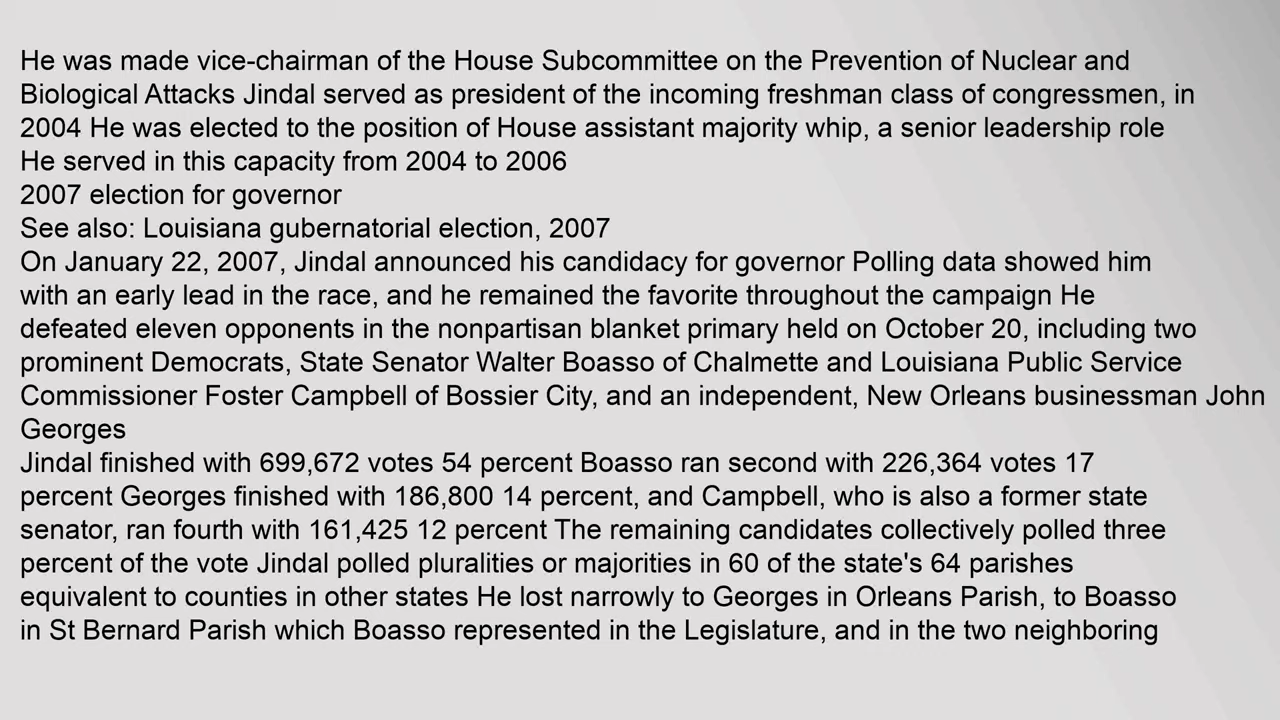 He was made vice-chairman of the House Subcommittee on the Prevention of Nuclear and
Biological Attacks Jindal served as president of the incoming freshman class of congressmen, in
2004 He was elected to the position of House assistant majority whip, a senior leadership role
He served in this capacity from 2004 to 2006
2007 election for governor
See also: Louisiana gubernatorial election, 2007
On January 22, 2007, Jindal announced his candidacy for governor Polling data showed him
with an early lead in the race, and he remained the favorite throughout the campaign He
defeated eleven opponents in the nonpartisan blanket primary held on October 20, including two
prominent Democrats, State Senator Walter Boasso of Chalmette and Louisiana Public Service
Commissioner Foster Campbell of Bossier City, and an independent, New Orleans businessman John
Georges
Jindal finished with 699,672 votes 54 percent Boasso ran second with 226,364 votes 17
percent Georges finished with 186,800 14 percent, and Campbell, who is also a former state
senator, ran fourth with 161,425 12 percent The remaining candidates collectively polled three
percent of the vote Jindal polled pluralities or majorities in 60 of the state's 64 parishes
equivalent to counties in other states He lost narrowly to Georges in Orleans Parish, to Boasso
in St Bernard Parish which Boasso represented in the Legislature, and in the two neighboring